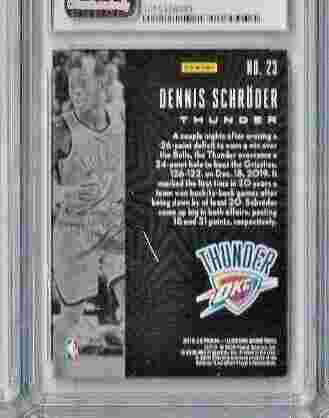 PANINI
NO. 23
DENNIS SCHRÖDER
THUNDER
A couple nights after erasing a
26-point deficit to earn a win over
the Bulls, the Thunder overcame a
24-point hole to beat the Grizzlies,
126-122, on Dec. 18, 2019. It
marked the first time in 20 years a
team won back-to-back games after
being down by at least 20. Schröder
came up big in both affairs, posting
18 and 31 points, respectively.
THUNDER
OKC